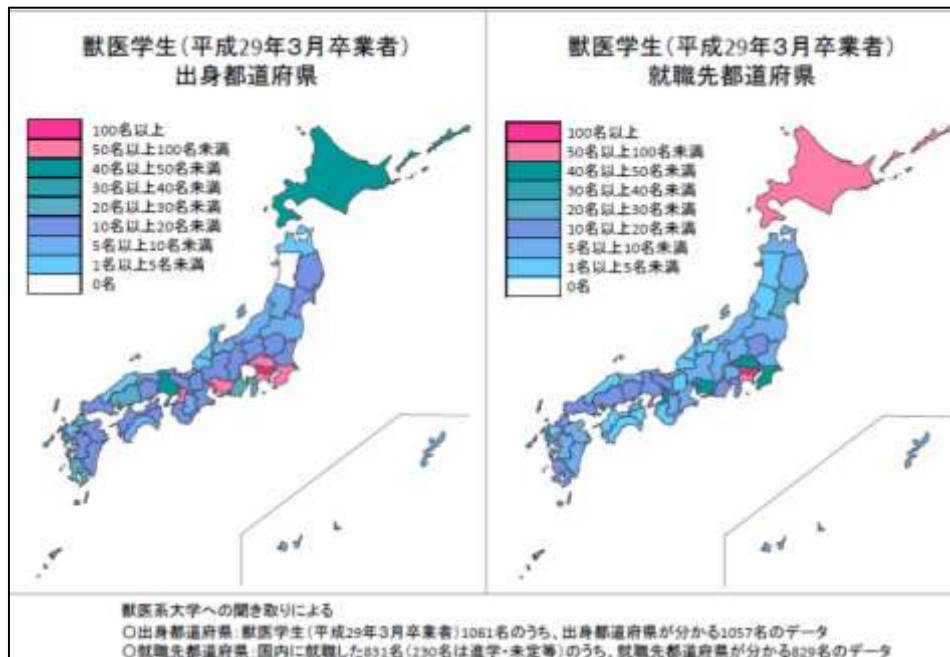 獣医学生(平成29年3月卒業者)
出身都道府県
100名以上
50名以上100名未満
40名以上50名未満
30名以上40名未満
20名以上30名未満
10名以上20名未満
5名以上10名未満
1名以上5名未満
0名
獣医学生(平成29年3月卒業者)
就職先都道府県
100名以上
50名以上100名未満
40名以上50名未満
30名以上40名未満
20名以上30名未満
10名以上20名未満
5名以上10名未満
1名以上5名未満
0名
獣医系大学への聞き取りによる
○出身都道府県:獣医学生(平成29年3月卒業者)1061名のうち、出身都道府県が分かる1057名のデータ
○就職先都道府県:国内に就職した831名(230名は進学・未定等)のうち、就職先都道府県が分かる829名のデータ